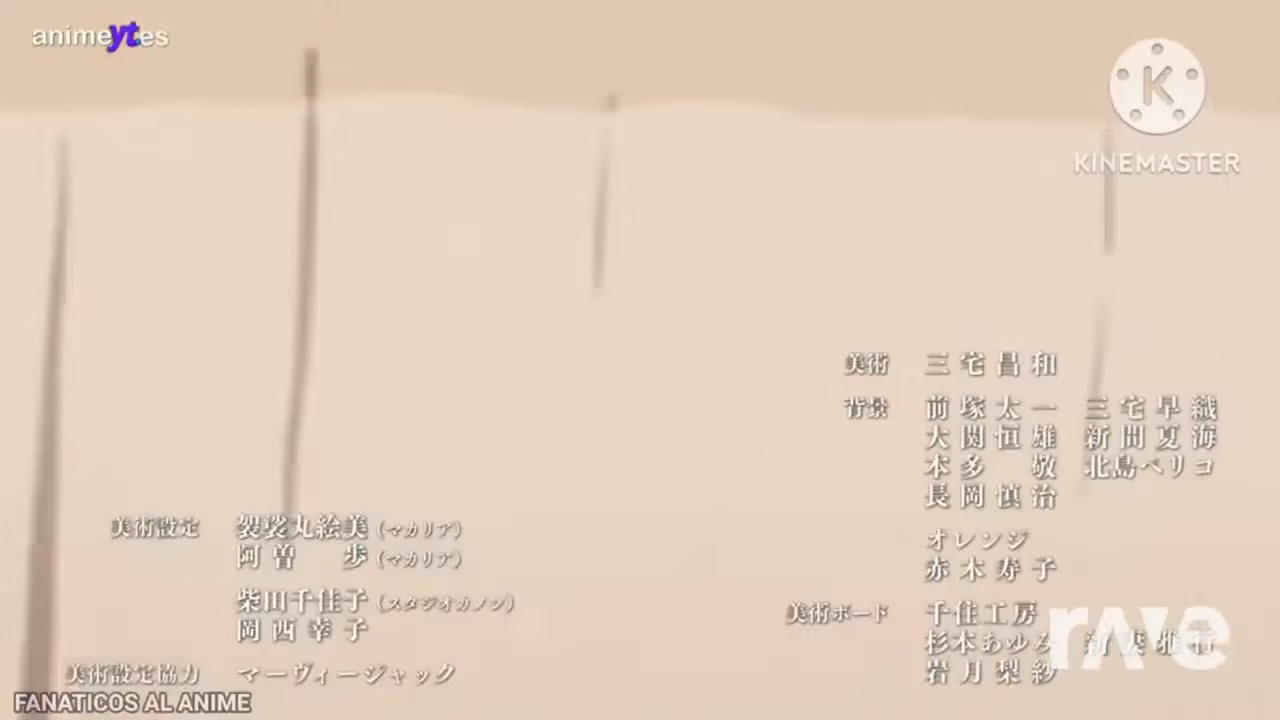 animeytes
K
KINEMASTER
美術 三宅昌和
背景 前塚太一 三宅早織
大関恒雄 新間夏海
本多 敬 北島ペリコ
長岡慎治
オレンジ
赤木寿子
美術ボード 千住工房
杉本あゆみ
岩月梨紗
rave
美術設定 袈裟丸絵美(マカリア)
阿曽 歩(マカリア)
柴田千佳子(スタジオカノン)
岡西幸子
美術設定協力 マーヴィージャック
FANATICOS AL ANIME